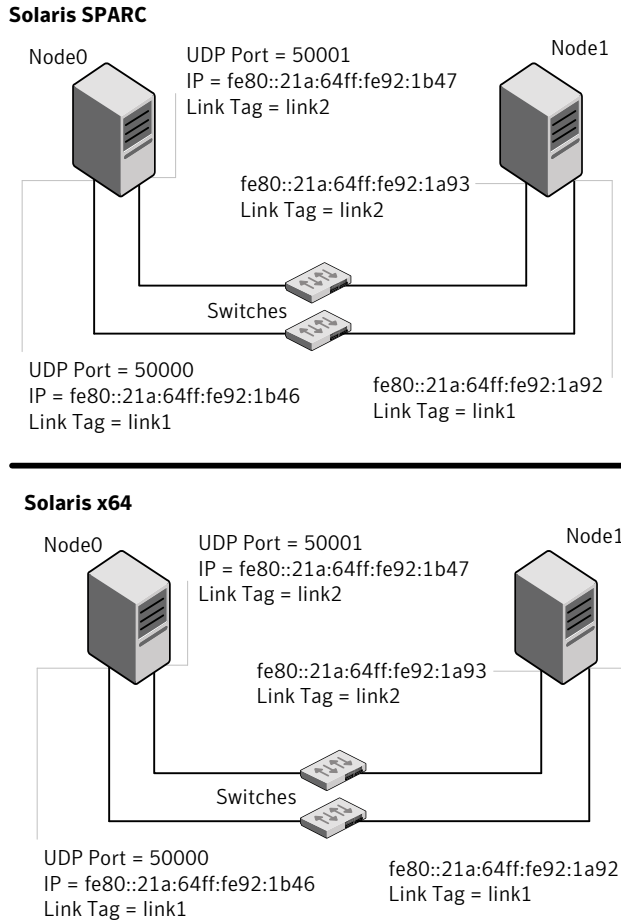 Solaris SPARC
Node0
UDP Port = 50001
IP = fe80::21a:64ff:fe92:1b47
Link Tag = link2
Node1
fe80::21a:64ff:fe92:1a93
Link Tag = link2
Switches
UDP Port = 50000
IP = fe80::21a:64ff:fe92:1b46
Link Tag = link1
fe80::21a:64ff:fe92:1a92
Link Tag = link1
Solaris x64
Node0
UDP Port = 50001
IP = fe80::21a:64ff:fe92:1b47
Link Tag = link2
Node1
fe80::21a:64ff:fe92:1a93
Link Tag = link2
Switches
UDP Port = 50000
IP = fe80::21a:64ff:fe92:1b46
Link Tag = link1
fe80::21a:64ff:fe92:1a92
Link Tag = link1